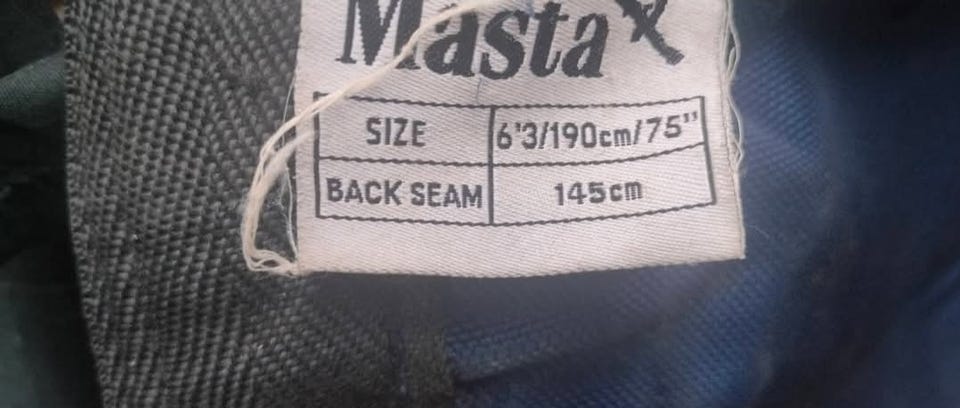 Masta X
SIZE 6'3/190cm/75"
BACK SEAM 145cm